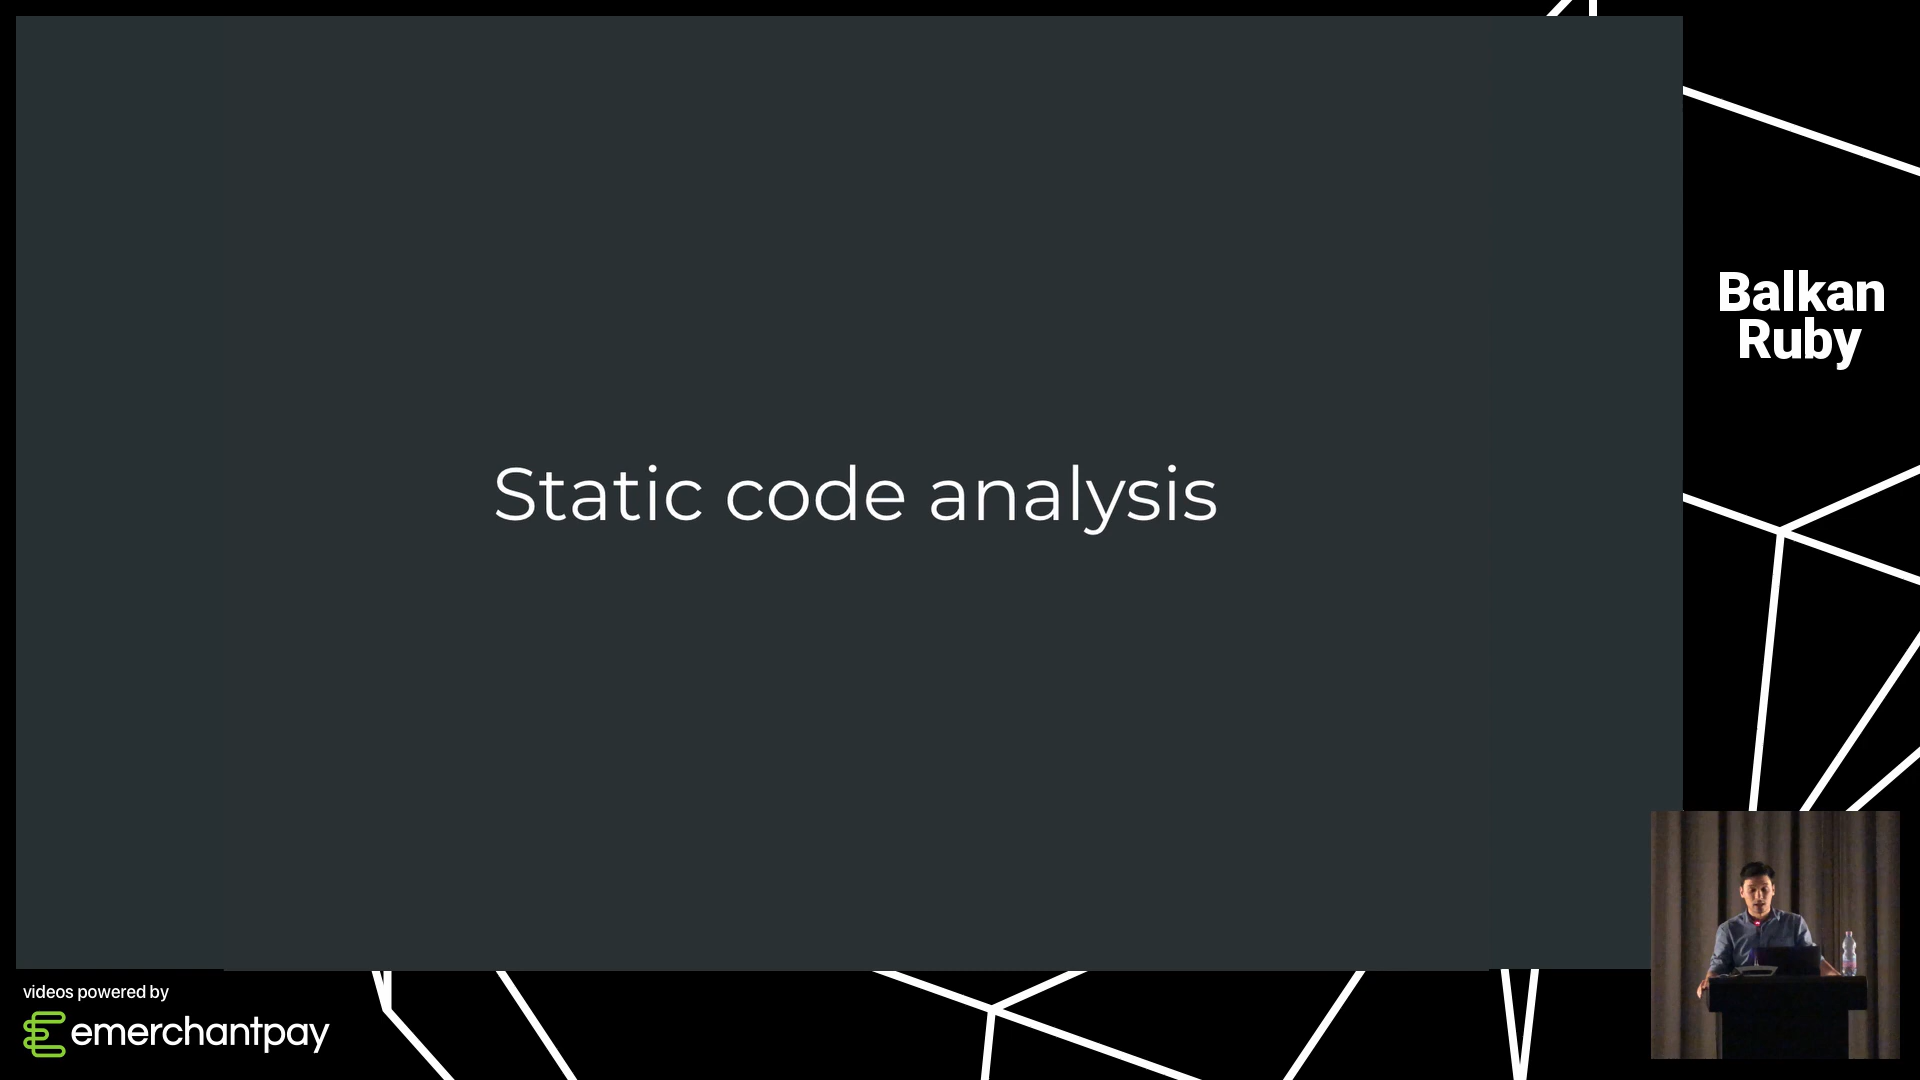 Static code analysis
Balkan
Ruby
videos powered by
emerchantpay